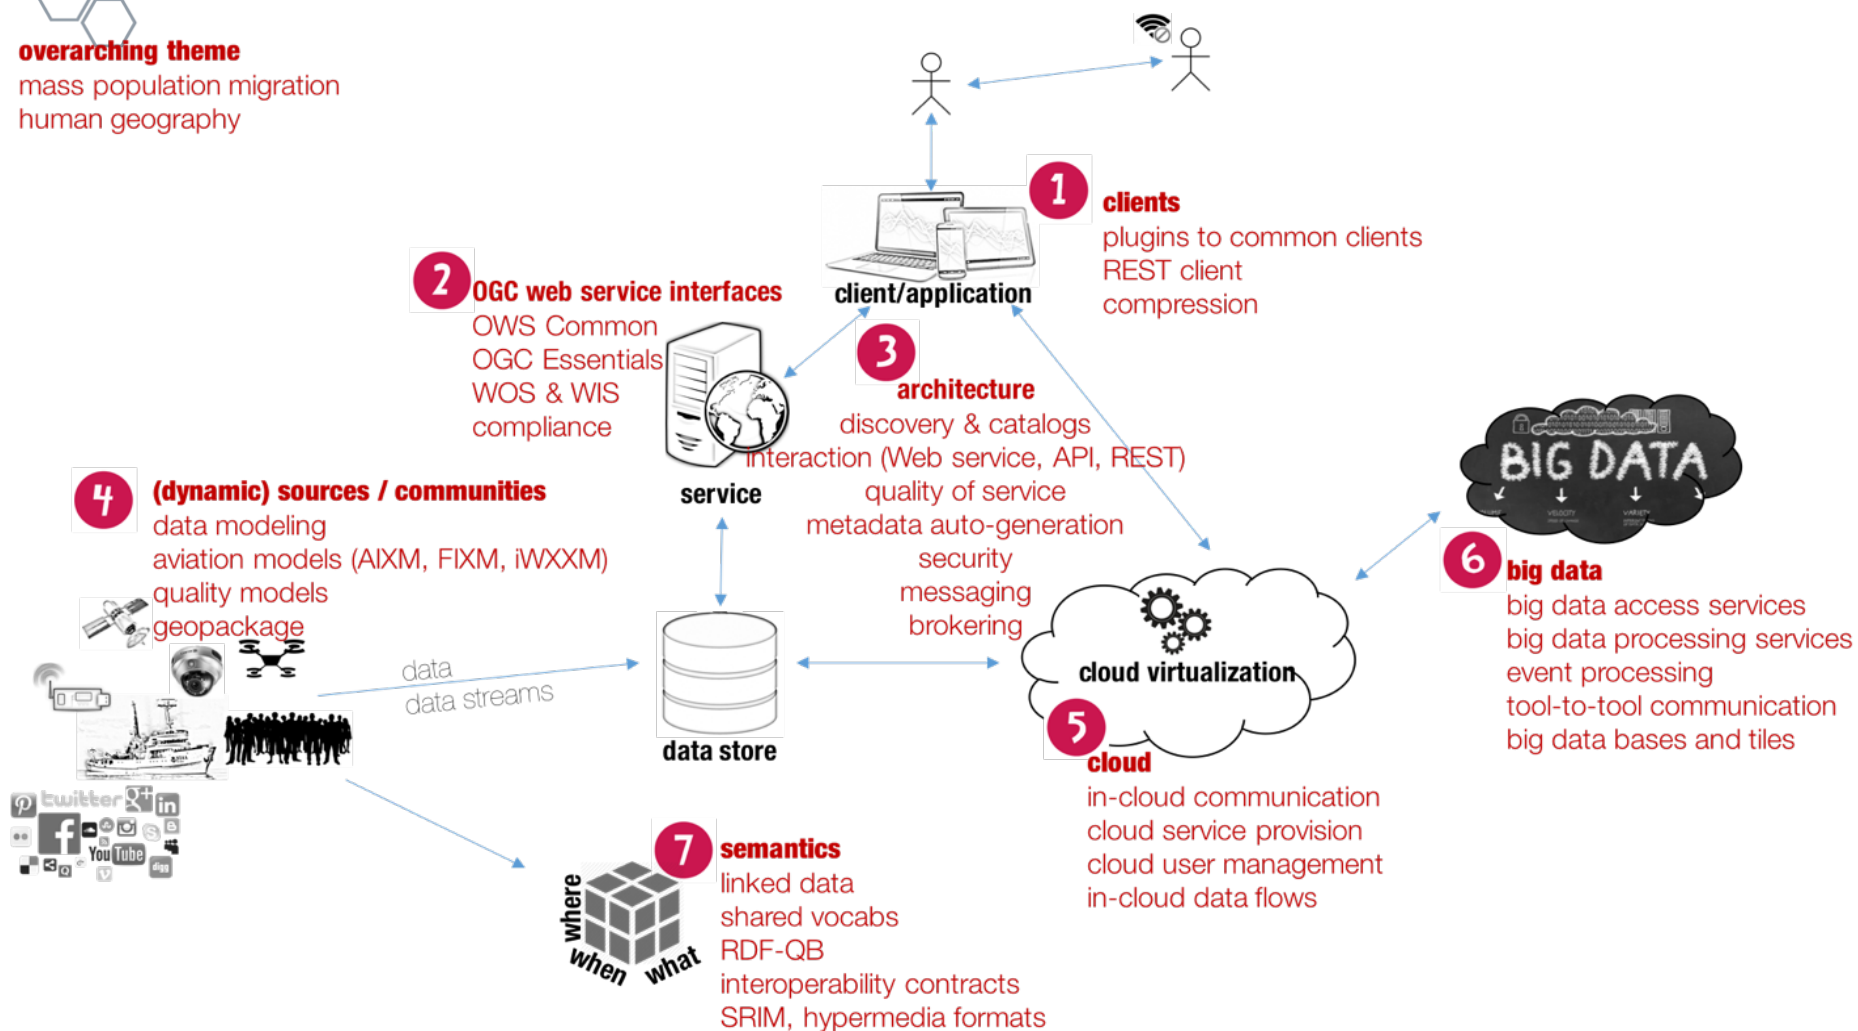 overarching theme
mass population migration
human geography
1
clients
plugins to common clients
REST client
compression
client/application
2
OGC web service interfaces
OWS Common
OGC Essentials
WOS & WIS
compliance
service
3
architecture
discovery & catalogs
interaction (Web service, API, REST)
quality of service
metadata auto-generation
security
messaging
brokering
4
(dynamic) sources / communities
data modeling
aviation models (AIXM, FIXM, iWXXM)
quality models
geopackage
data
data streams
data store
twitter
g+
in
You Tube
digg
cloud virtualization
5
cloud
in-cloud communication
cloud service provision
cloud user management
in-cloud data flows
BIG DATA
VELOCITY
VARIETY
6
big data
big data access services
big data processing services
event processing
tool-to-tool communication
big data bases and tiles
7
semantics
linked data
shared vocabs
RDF-QB
interoperability contracts
SRIM, hypermedia formats
where
when
what